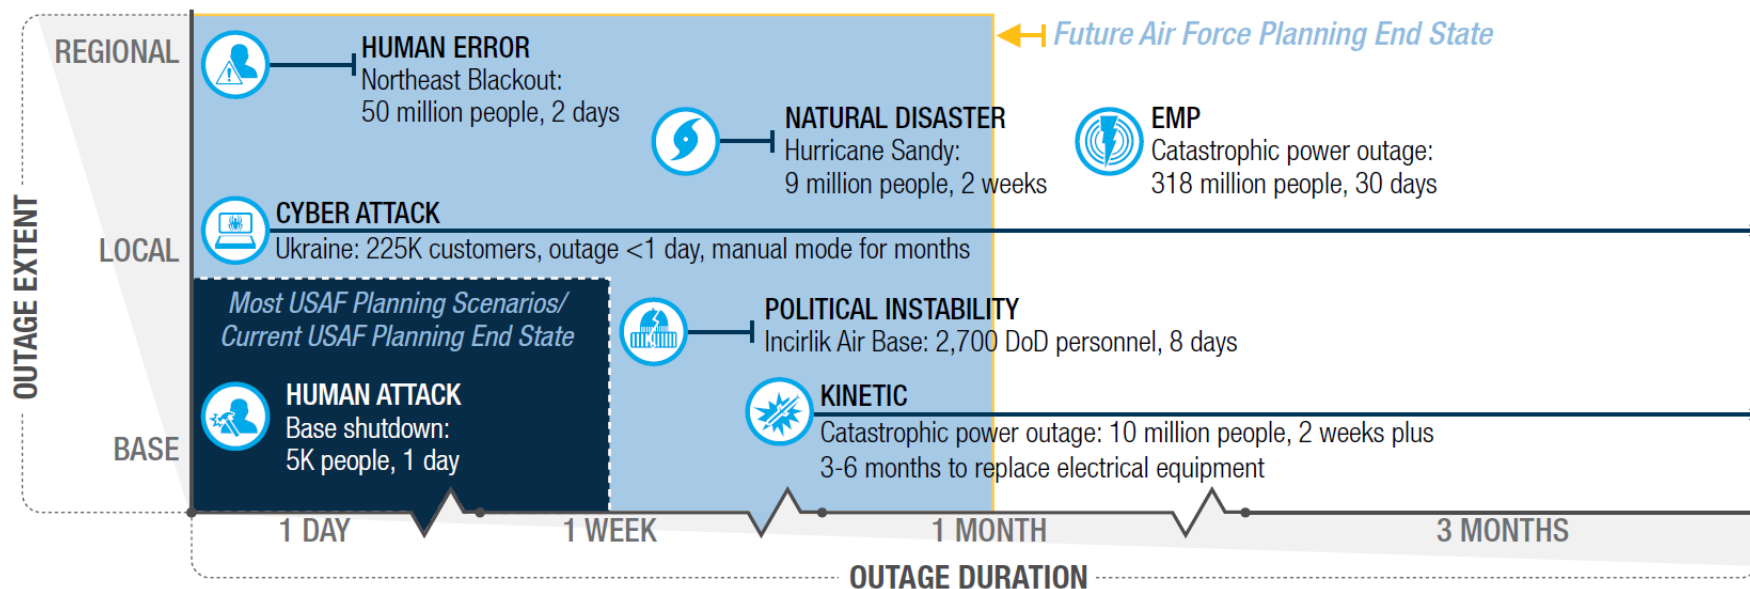 OUTAGE EXTENT
REGIONAL
LOCAL
BASE
HUMAN ERROR
Northeast Blackout:
50 million people, 2 days
Future Air Force Planning End State
NATURAL DISASTER
Hurricane Sandy:
9 million people, 2 weeks
EMP
Catastrophic power outage:
318 million people, 30 days
CYBER ATTACK
Ukraine: 225K customers, outage <1 day, manual mode for months
Most USAF Planning Scenarios/
Current USAF Planning End State
POLITICAL INSTABILITY
Incirlik Air Base: 2,700 DoD personnel, 8 days
HUMAN ATTACK
Base shutdown:
5K people, 1 day
KINETIC
Catastrophic power outage: 10 million people, 2 weeks plus
3-6 months to replace electrical equipment
1 DAY
1 WEEK
1 MONTH
3 MONTHS
OUTAGE DURATION